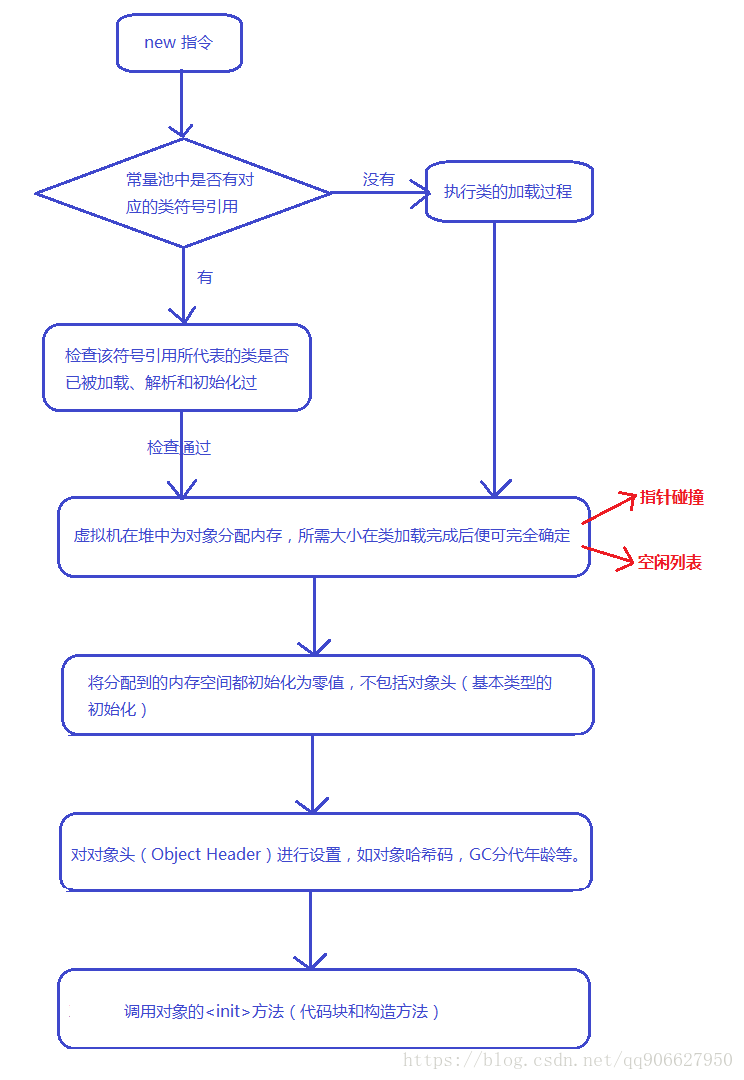 new 指令
常量池中是否有对
应的类符号引用
没有
执行类的加载过程
有
检查该符号引用所代表的类是否
已被加载、解析和初始化过
检查通过
虚拟机在堆中为对象分配内存，所需大小在类加载完成后便可完全确定
指针碰撞
空闲列表
将分配到的内存空间都初始化为零值，不包括对象头（基本类型的
初始化）
对对象头（Object Header）进行设置，如对象哈希码，GC分代年龄等。
调用对象的<init>方法（代码块和构造方法）
https://blog.csdn.net/qq906627950